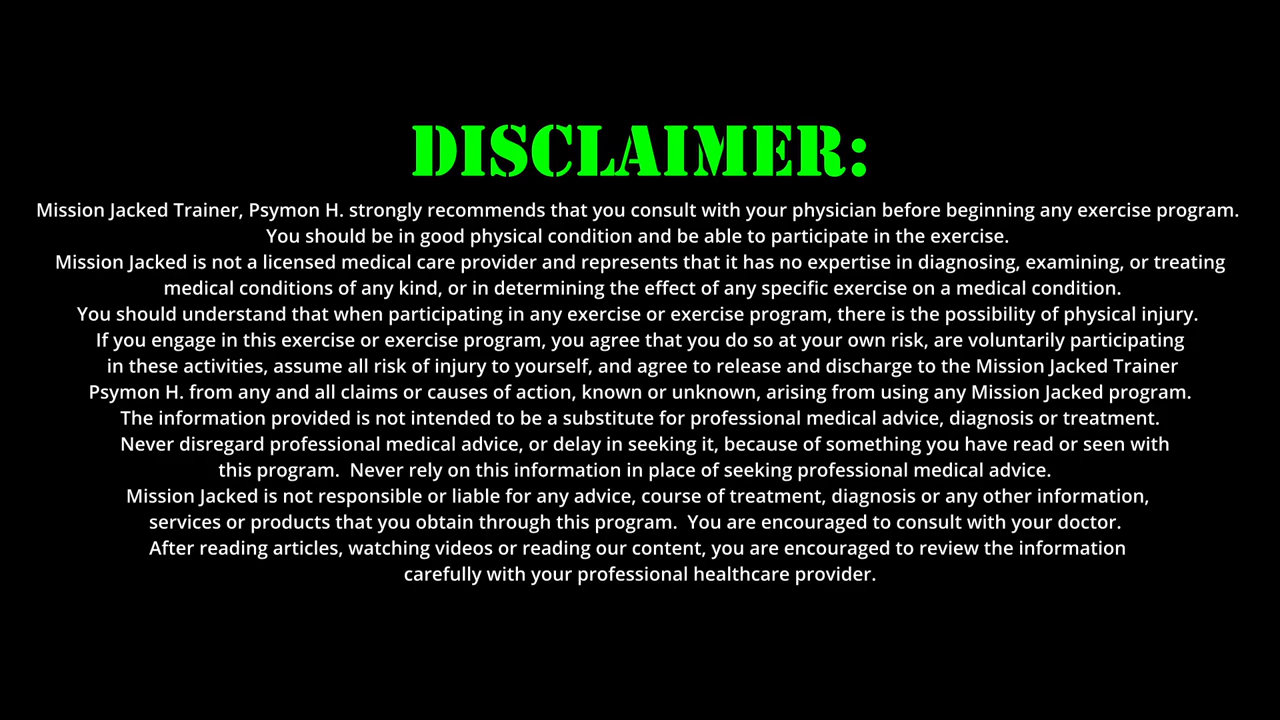 DISCLAIMER:
Mission Jacked Trainer, Psymon H. strongly recommends that you consult with your physician before beginning any exercise program.
You should be in good physical condition and be able to participate in the exercise.
Mission Jacked is not a licensed medical care provider and represents that it has no expertise in diagnosing, examining, or treating
medical conditions of any kind, or in determining the effect of any specific exercise on a medical condition.
You should understand that when participating in any exercise or exercise program, there is the possibility of physical injury.
If you engage in this exercise or exercise program, you agree that you do so at your own risk, are voluntarily participating
in these activities, assume all risk of injury to yourself, and agree to release and discharge to the Mission Jacked Trainer
Psymon H. from any and all claims or causes of action, known or unknown, arising from using any Mission Jacked program.
The information provided is not intended to be a substitute for professional medical advice, diagnosis or treatment.
Never disregard professional medical advice, or delay in seeking it, because of something you have read or seen with
this program.  Never rely on this information in place of seeking professional medical advice.
Mission Jacked is not responsible or liable for any advice, course of treatment, diagnosis or any other information,
services or products that you obtain through this program.  You are encouraged to consult with your doctor.
After reading articles, watching videos or reading our content, you are encouraged to review the information
carefully with your professional healthcare provider.